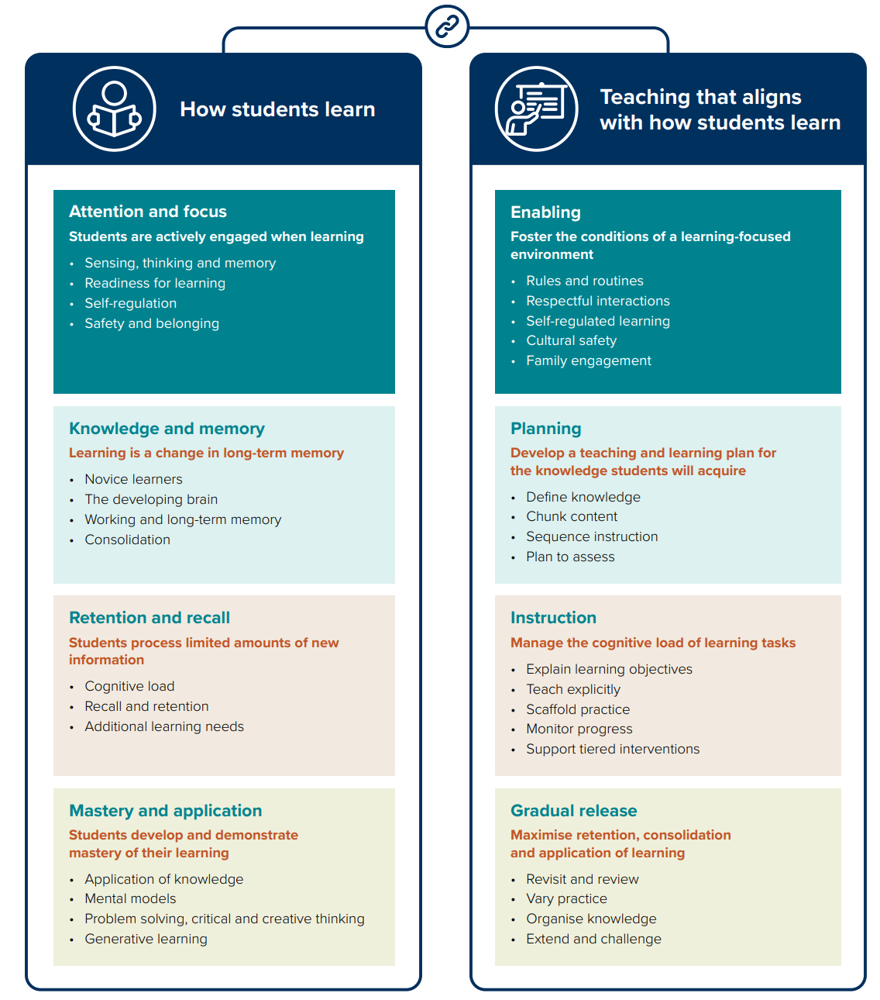 How students learn
Attention and focus
Students are actively engaged when learning
• Sensing, thinking and memory
• Readiness for learning
• Self-regulation
• Safety and belonging
Knowledge and memory
Learning is a change in long-term memory
• Novice learners
• The developing brain
• Working and long-term memory
• Consolidation
Retention and recall
Students process limited amounts of new
information
• Cognitive load
• Recall and retention
• Additional learning needs
Mastery and application
Students develop and demonstrate
mastery of their learning
• Application of knowledge
• Mental models
• Problem solving, critical and creative thinking
• Generative learning
Teaching that aligns
with how students learn
Enabling
Foster the conditions of a learning-focused
environment
• Rules and routines
• Respectful interactions
• Self-regulated learning
• Cultural safety
• Family engagement
Planning
Develop a teaching and learning plan for
the knowledge students will acquire
• Define knowledge
• Chunk content
• Sequence instruction
• Plan to assess
Instruction
Manage the cognitive load of learning tasks
• Explain learning objectives
• Teach explicitly
• Scaffold practice
• Monitor progress
• Support tiered interventions
Gradual release
Maximise retention, consolidation
and application of learning
• Revisit and review
• Vary practice
• Organise knowledge
• Extend and challenge